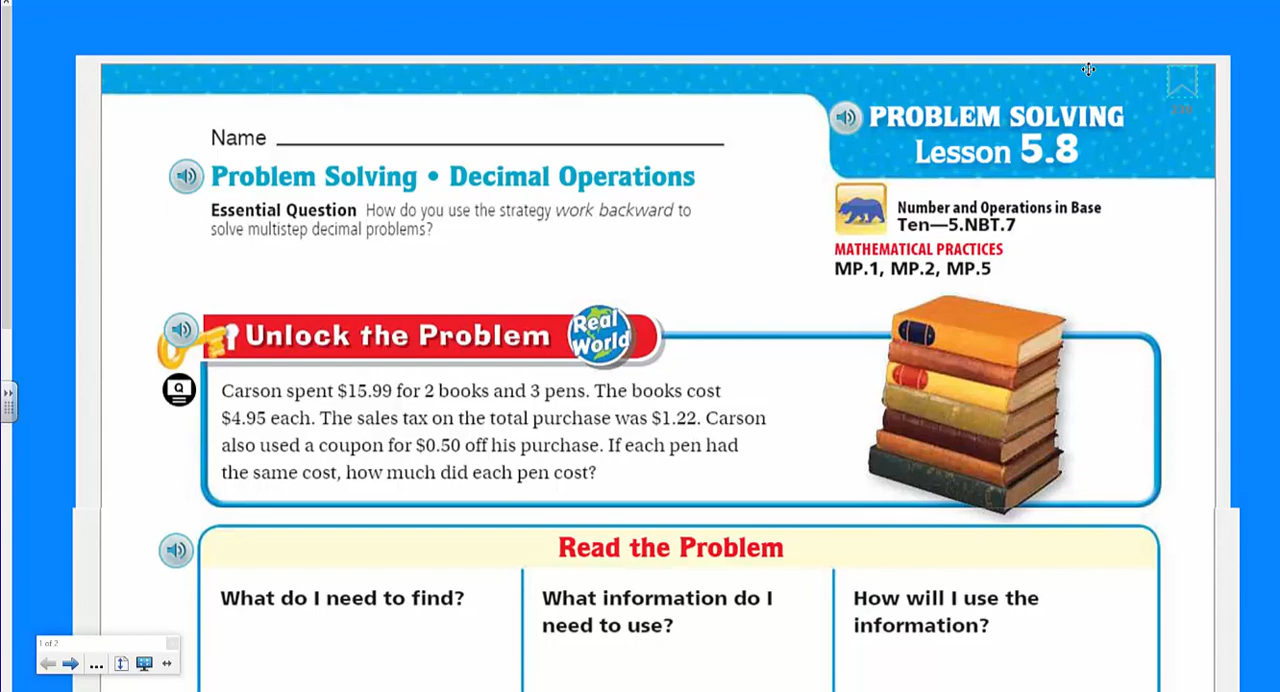 Name
PROBLEM SOLVING
Lesson 5.8
Problem Solving • Decimal Operations
Essential Question How do you use the strategy work backward to
solve multistep decimal problems?
Number and Operations in Base
Ten—5.NBT.7
MATHEMATICAL PRACTICES
MP.1, MP.2, MP.5
Unlock the Problem
Real
World
Q
Carson spent $15.99 for 2 books and 3 pens. The books cost
$4.95 each. The sales tax on the total purchase was $1.22. Carson
also used a coupon for $0.50 off his purchase. If each pen had
the same cost, how much did each pen cost?
Read the Problem
What do I need to find?
What information do I
need to use?
How will I use the
information?
1 of 2